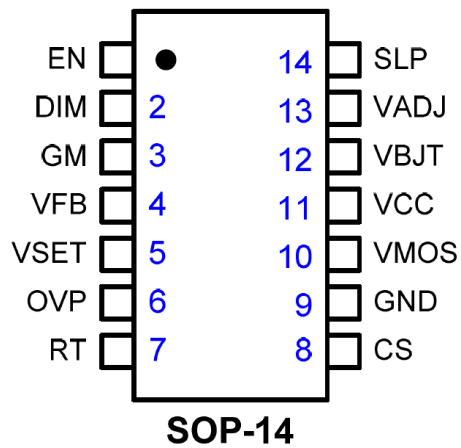 EN 14 SLP
DIM 2 13 VADJ
GM 3 12 VBJT
VFB 4 11 VCC
VSET 5 10 VMOS
OVP 6 9 GND
RT 7 8 CS
SOP-14